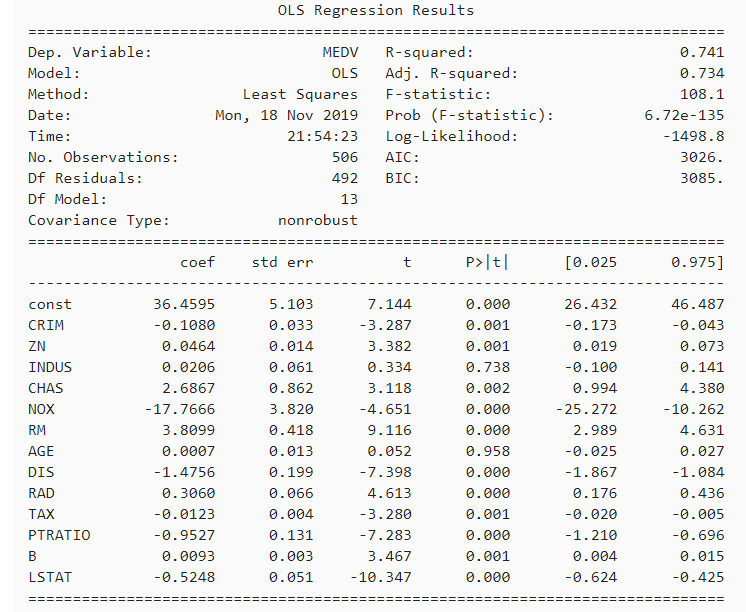 OLS Regression Results
==============================================================================
Dep. Variable:                   MEDV   R-squared:                       0.741
Model:                            OLS   Adj. R-squared:                  0.734
Method:                 Least Squares   F-statistic:                     108.1
Date:                Mon, 18 Nov 2019   Prob (F-statistic):          6.72e-135
Time:                        21:54:23   Log-Likelihood:                -1498.8
No. Observations:                 506   AIC:                             3026.
Df Residuals:                     492   BIC:                             3085.
Df Model:                          13
Covariance Type:            nonrobust
==============================================================================
                 coef    std err          t      P>|t|      [0.025      0.975]
------------------------------------------------------------------------------
const         36.4595      5.103      7.144      0.000      26.432      46.487
CRIM          -0.1080      0.033     -3.287      0.001      -0.173      -0.043
ZN             0.0464      0.014      3.382      0.001       0.019       0.073
INDUS          0.0206      0.061      0.334      0.738      -0.100       0.141
CHAS           2.6867      0.862      3.118      0.002       0.994       4.380
NOX          -17.7666      3.820     -4.651      0.000     -25.272     -10.262
RM             3.8099      0.418      9.116      0.000       2.989       4.631
AGE            0.0007      0.013      0.052      0.958      -0.025       0.027
DIS           -1.4756      0.199     -7.398      0.000      -1.867      -1.084
RAD            0.3060      0.066      4.613      0.000       0.176       0.436
TAX           -0.0123      0.004     -3.280      0.001      -0.020      -0.005
PTRATIO       -0.9527      0.131     -7.283      0.000      -1.210      -0.696
B              0.0093      0.003      3.467      0.001       0.004       0.015
LSTAT         -0.5248      0.051    -10.347      0.000      -0.624      -0.425
==============================================================================